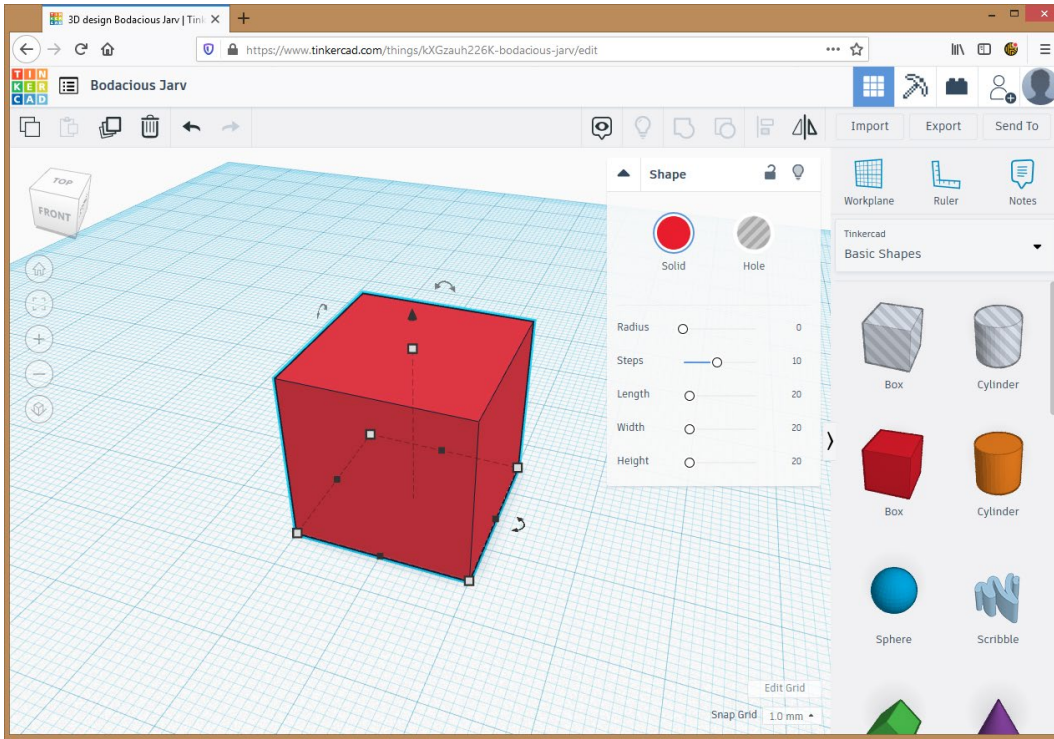 3D design Bodacious Jarv | Tink
https://www.tinkercad.com/things/kXGzauh226K-bodacious-jarv/edit
TIN
KER
CAD
Bodacious Jarv
Import Export Send To
TOP
FRONT
Shape
Solid Hole
Radius 0
Steps 10
Length 20
Width 20
Height 20
Edit Grid
Snap Grid 1.0 mm
Workplane Ruler Notes
Tinkercad
Basic Shapes
Box Cylinder
Box Cylinder
Sphere Scribble